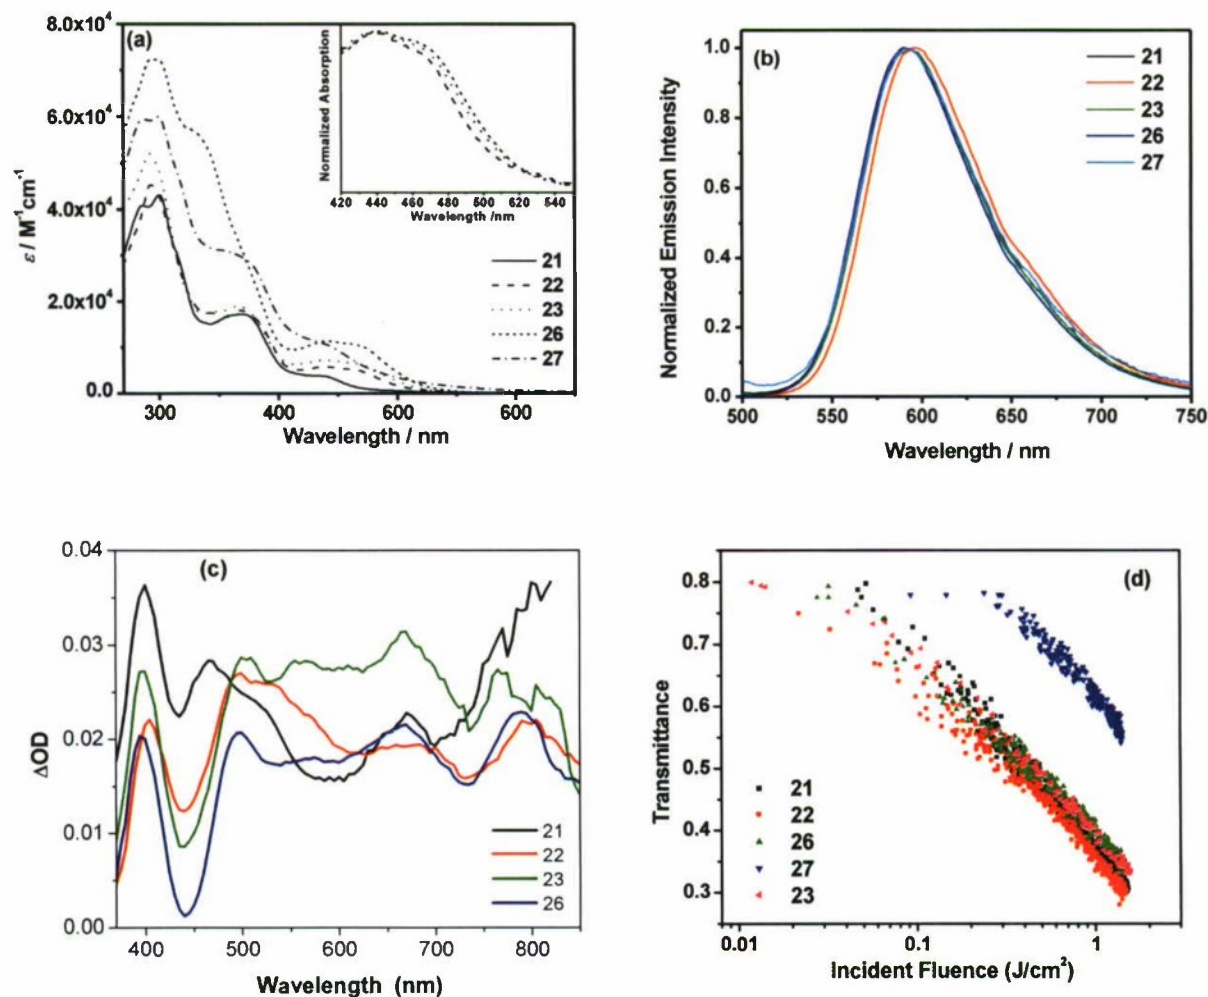 (a)
8.0x10⁴
6.0x10⁴
4.0x10⁴
2.0x10⁴
0.0
ε / M⁻¹cm⁻¹
300 400 600 600
Wavelength / nm
Normalized Absorption
420 440 460 480 500 520 540
Wavelength /nm
21
22
23
26
27
(b)
1.0
0.8
0.6
0.4
0.2
0.0
Normalized Emission Intensity
500 550 600 650 700 750
Wavelength / nm
21
22
23
26
27
(c)
0.04
0.03
0.02
0.01
0.00
ΔOD
400 500 600 700 800
Wavelength (nm)
21
22
23
26
(d)
0.8
0.7
0.6
0.5
0.4
0.3
Transmittance
0.01 0.1 1
Incident Fluence (J/cm²)
21
22
26
27
23